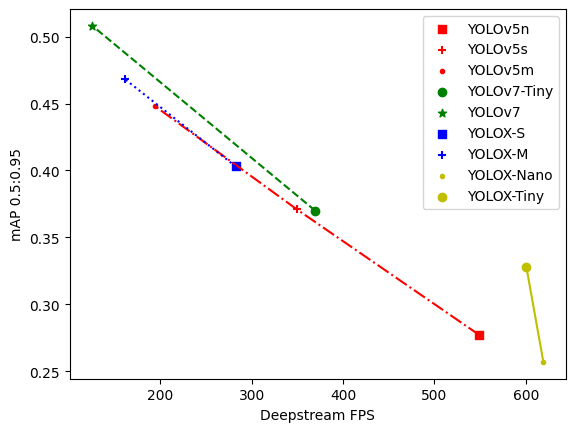 0.50
0.45
0.40
0.35
0.30
0.25
mAP 0.5:0.95
200
300
400
500
600
Deepstream FPS
YOLOv5n
YOLOv5s
YOLOv5m
YOLOv7-Tiny
YOLOv7
YOLOX-S
YOLOX-M
YOLOX-Nano
YOLOX-Tiny